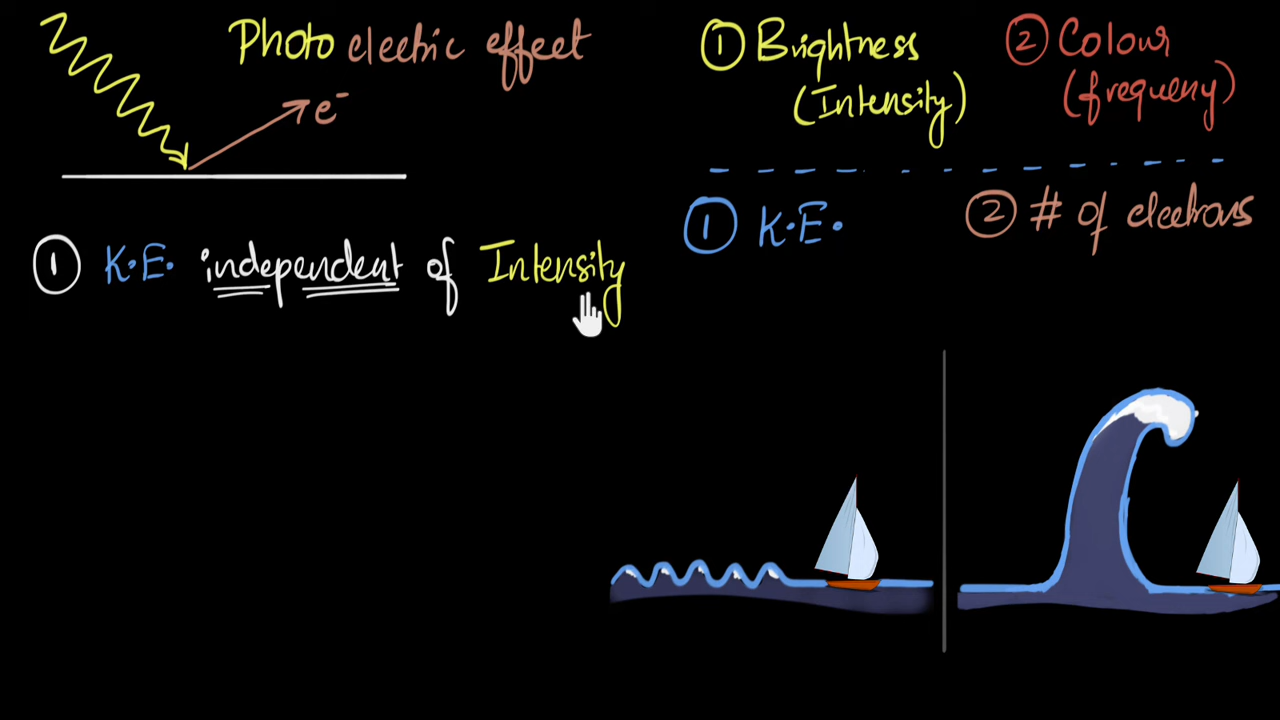 Photo electric effect
e⁻
① Brightness
(Intensity)
② Colour
(frequeny)
① K.E.
② # of electrons
① K.E. independent of Intensity